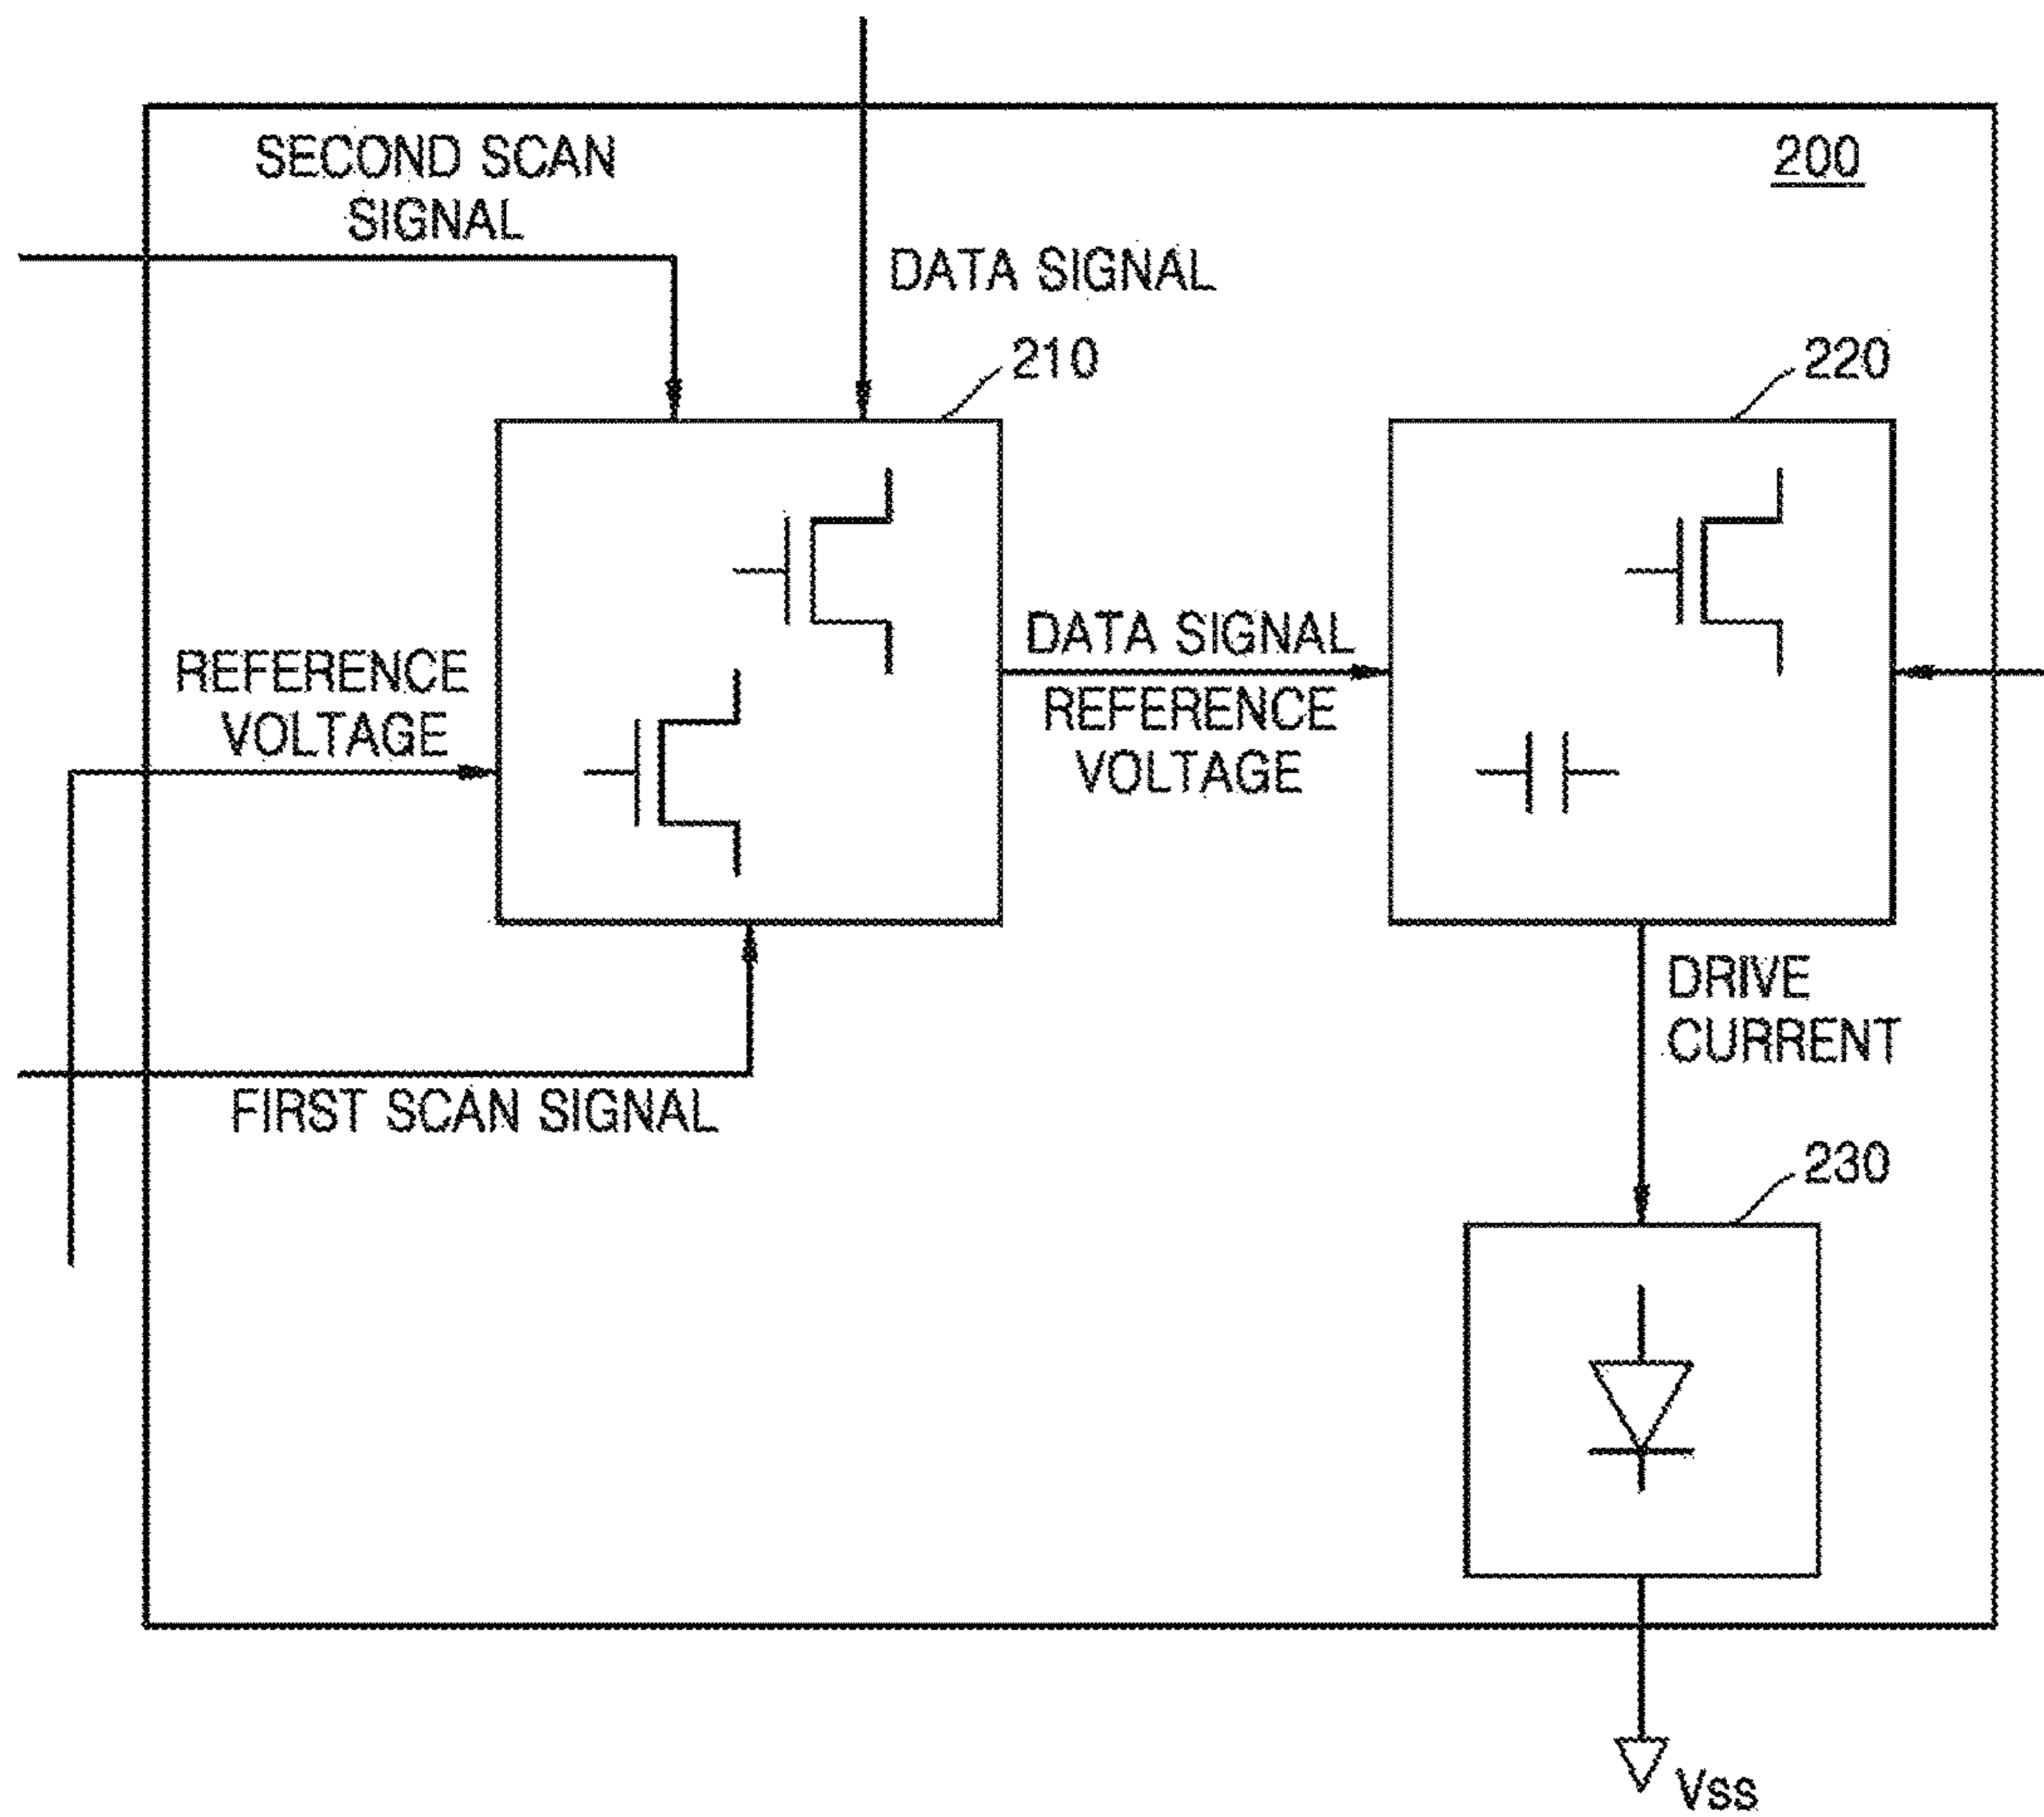 200
SECOND SCAN
SIGNAL
DATA SIGNAL
210
220
REFERENCE
VOLTAGE
DATA SIGNAL
REFERENCE
VOLTAGE
DRIVE
CURRENT
FIRST SCAN SIGNAL
230
Vss